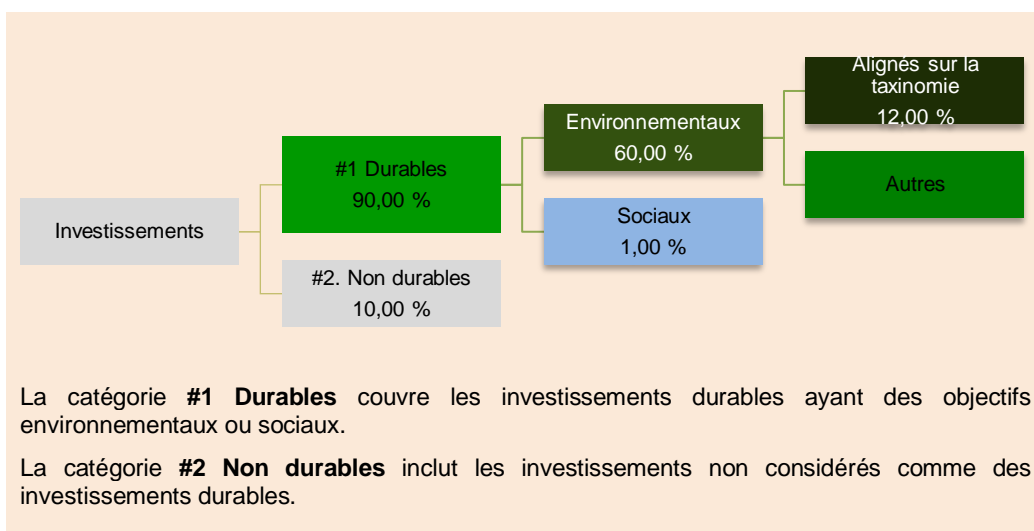 Investissements
#1 Durables
90,00 %
#2. Non durables
10,00 %
Environnementaux
60,00 %
Sociaux
1,00 %
Alignés sur la
taxinomie
12,00 %
Autres
La catégorie #1 Durables couvre les investissements durables ayant des objectifs
environnementaux ou sociaux.
La catégorie #2 Non durables inclut les investissements non considérés comme des
investissements durables.